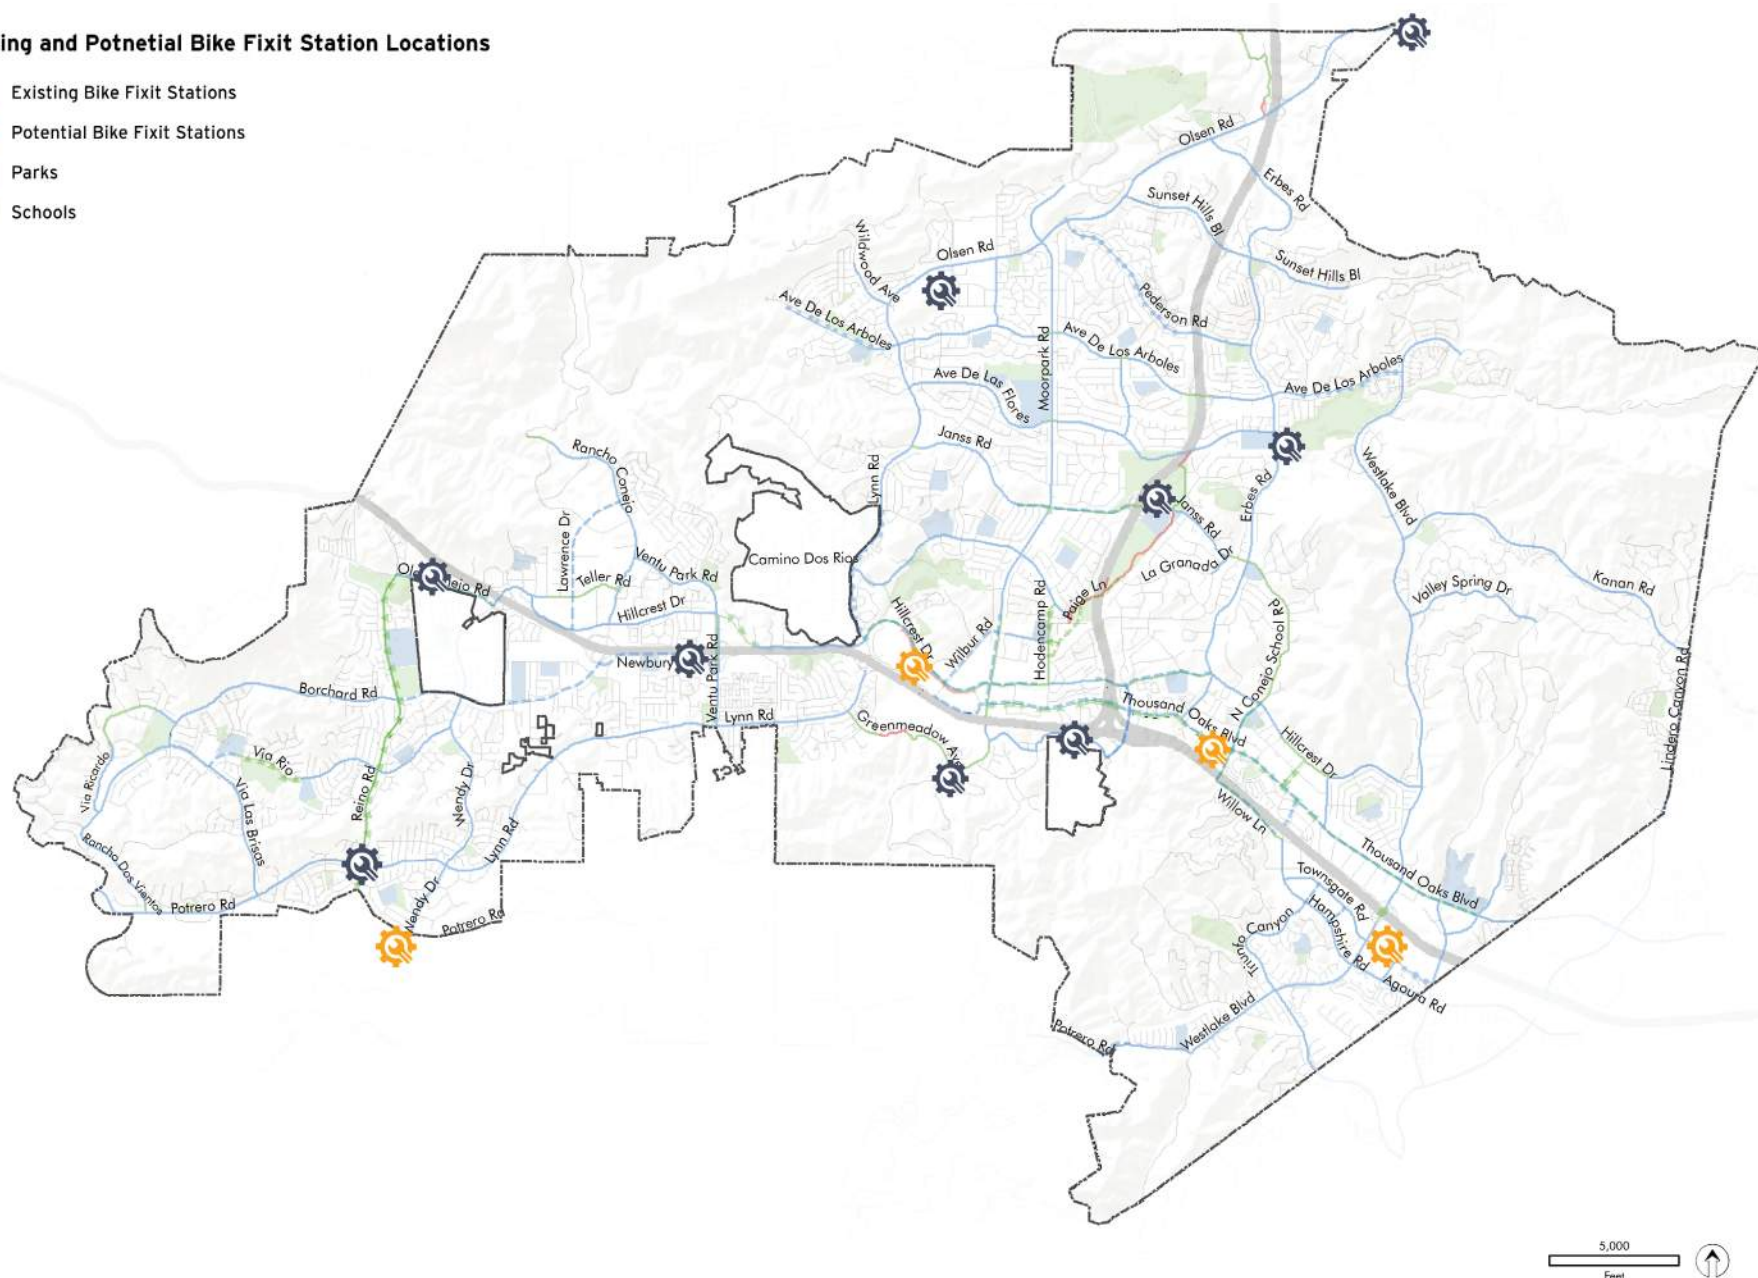 ing and Potnetial Bike Fixit Station Locations
Existing Bike Fixit Stations
Potential Bike Fixit Stations
Parks
Schools
Olsen Rd
Erbes Rd
Sunset Hills Bl
Wildwood Ave
Olsen Rd
Sunset Hills Bl
Ave De Los Arboles
Pederson Rd
Moorpark Rd
Ave De Los Arboles
Ave De Las Flores
Ave De Los Arboles
Janss Rd
Rancho Conejo
Lynn Rd
Westlake Blvd
Erbes Rd
Janss Rd
Lawrence Dr
Camino Dos Rios
Ventu Park Rd
Teller Rd
La Granada Dr
Kanan Rd
Valley Spring Dr
Hillcrest Dr
Hillcrest Dr
Wilbur Rd
Hodencamp Rd
Paige Ln
N Conejo School Rd
Newbury
Ventu Park Rd
Borchard Rd
Lynn Rd
Thousand Oaks Blvd
Lindero Canyon Rd
Greenmeadow Ave
Hillcrest Dr
Via Rio
Via Ricardo
Via Las Brisas
Reino Rd
Wendy Dr
Lynn Rd
Willow Ln
Rancho Dos Vientos
Thousand Oaks Blvd
Townsgate Rd
Potrero Rd
Wendy Dr
Potrero Rd
Triunfo Canyon
Hampshire Rd
Agoura Rd
Westlake Blvd
Potrero Rd
5,000
Feet